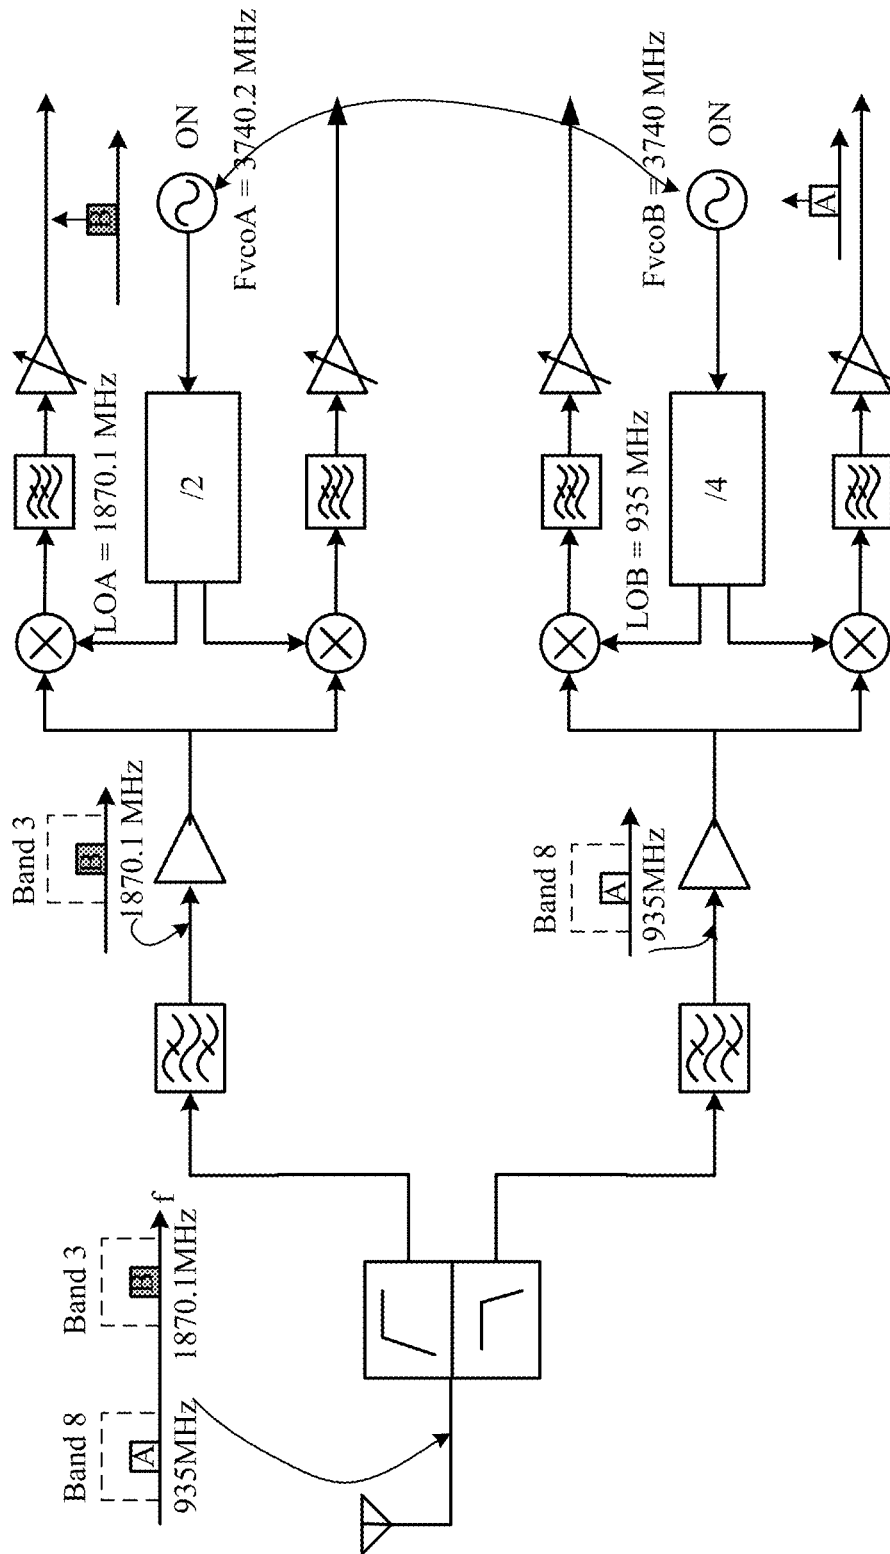 Band 8
A
935MHz
Band 3
B
1870.1MHz
f
Band 3
B
1870.1 MHz
LOA = 1870.1 MHz
/2
B
ON
FvcoA = 3740.2 MHz
Band 8
A
935MHz
LOB = 935 MHz
/4
FvcoB = 3740 MHz
ON
A